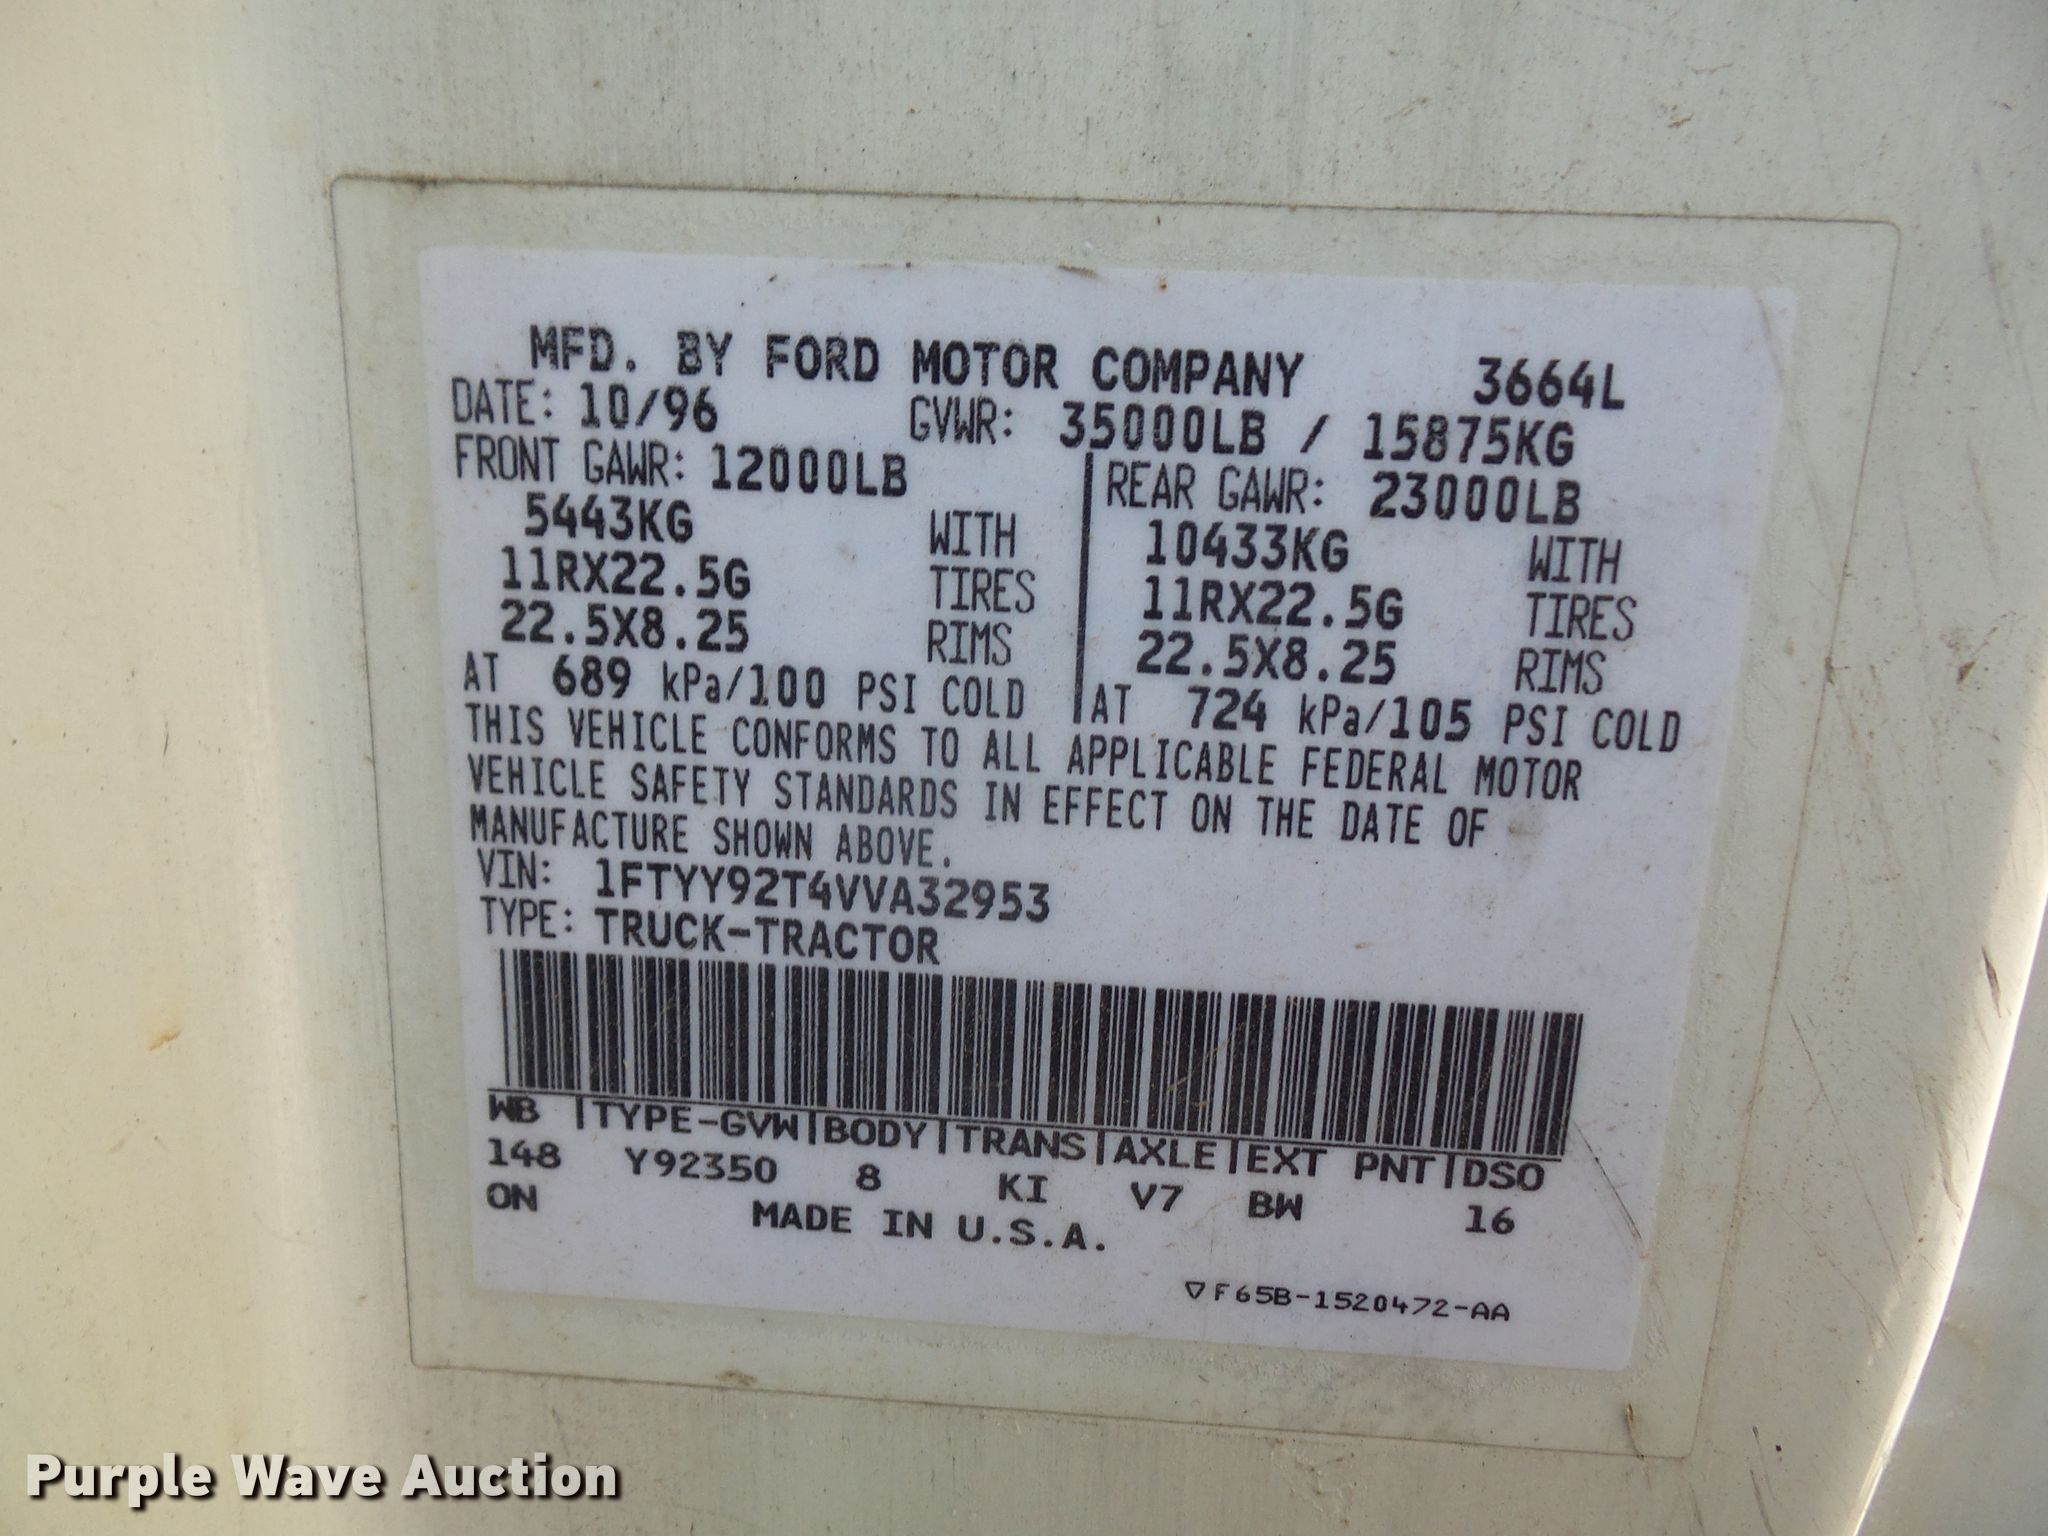 MFD. BY FORD MOTOR COMPANY 3664L
DATE: 10/96 GVWR: 35000LB / 15875KG
FRONT GAWR: 12000LB REAR GAWR: 23000LB
5443KG WITH 10433KG WITH
11RX22.5G TIRES 11RX22.5G TIRES
22.5X8.25 RIMS 22.5X8.25 RIMS
AT 689 kPa/100 PSI COLD AT 724 kPa/105 PSI COLD
THIS VEHICLE CONFORMS TO ALL APPLICABLE FEDERAL MOTOR
VEHICLE SAFETY STANDARDS IN EFFECT ON THE DATE OF
MANUFACTURE SHOWN ABOVE.
VIN: 1FTYY92T4VVA32953
TYPE: TRUCK-TRACTOR
WB |TYPE-GVW|BODY|TRANS|AXLE|EXT PNT|DSO
148 Y92350 8 KI V7 BW 16
ON MADE IN U.S.A.
▽F65B-1520472-AA
Purple Wave Auction